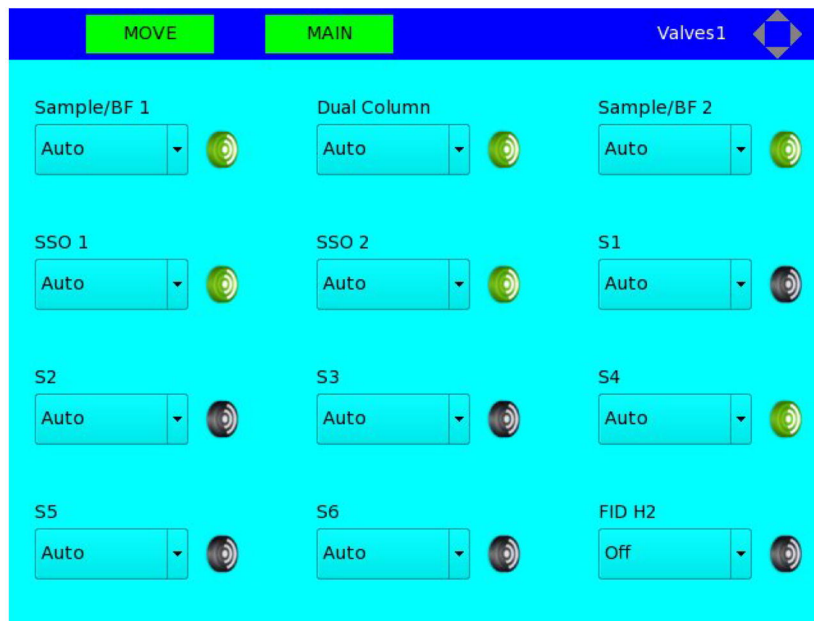 MOVE MAIN Valves1
Sample/BF 1 Dual Column Sample/BF 2
Auto Auto Auto
SSO 1 SSO 2 S1
Auto Auto Auto
S2 S3 S4
Auto Auto Auto
S5 S6 FID H2
Auto Auto Off